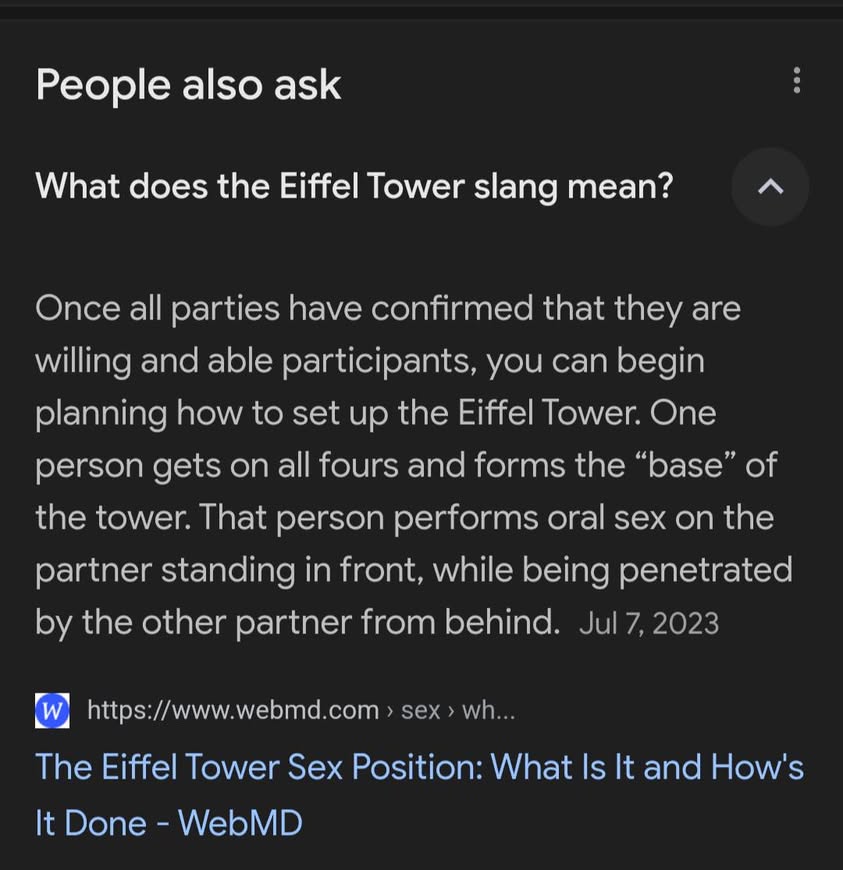 People also ask
What does the Eiffel Tower slang mean?
Once all parties have confirmed that they are
willing and able participants, you can begin
planning how to set up the Eiffel Tower. One
person gets on all fours and forms the “base” of
the tower. That person performs oral sex on the
partner standing in front, while being penetrated
by the other partner from behind. Jul 7, 2023
W https://www.webmd.com › sex › wh...
The Eiffel Tower Sex Position: What Is It and How's
It Done - WebMD